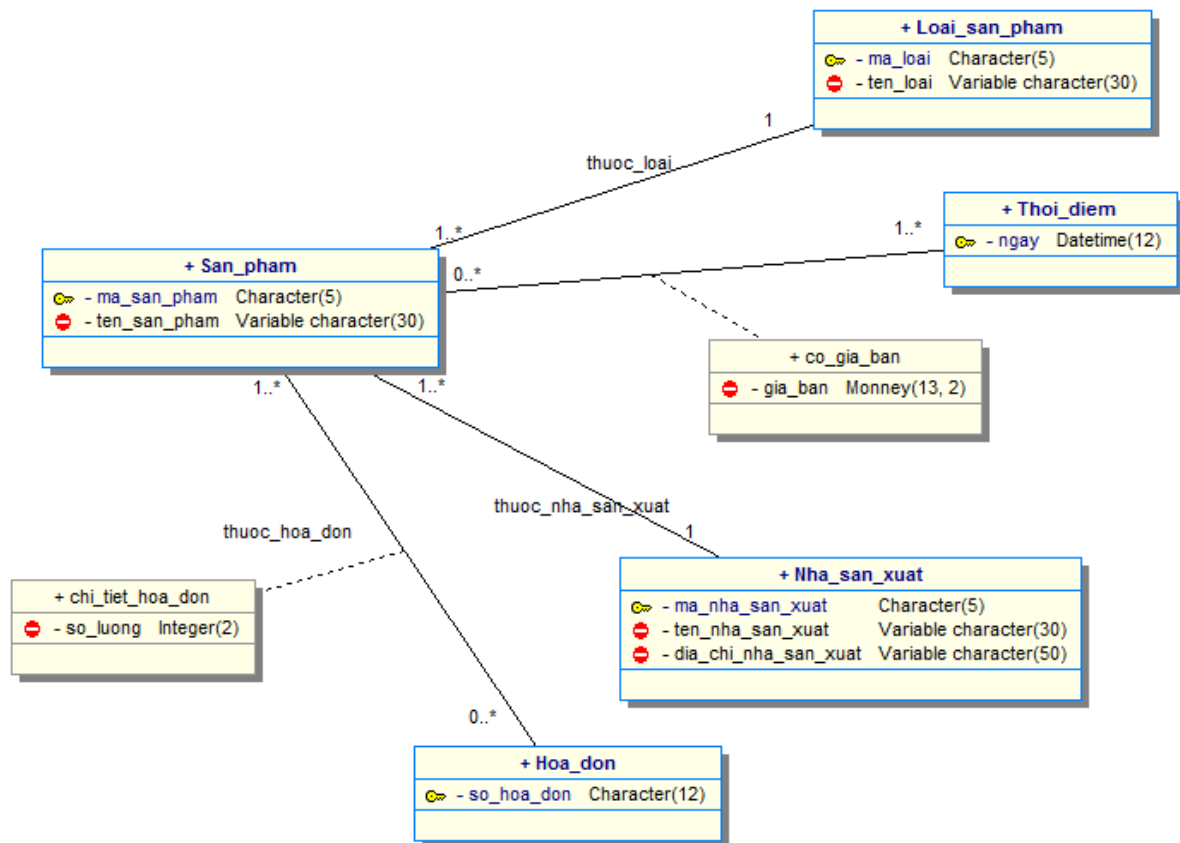 + Loai_san_pham
- ma_loai Character(5)
- ten_loai Variable character(30)
1
thuoc_loai
1..*
+ Thoi_diem
- ngay Datetime(12)
1..*
0..*
+ San_pham
- ma_san_pham Character(5)
- ten_san_pham Variable character(30)
+ co_gia_ban
- gia_ban Monney(13, 2)
1..*
1..*
thuoc_nha_san_xuat
1
thuoc_hoa_don
+ Nha_san_xuat
- ma_nha_san_xuat Character(5)
- ten_nha_san_xuat Variable character(30)
- dia_chi_nha_san_xuat Variable character(50)
+ chi_tiet_hoa_don
- so_luong Integer(2)
0..*
+ Hoa_don
- so_hoa_don Character(12)